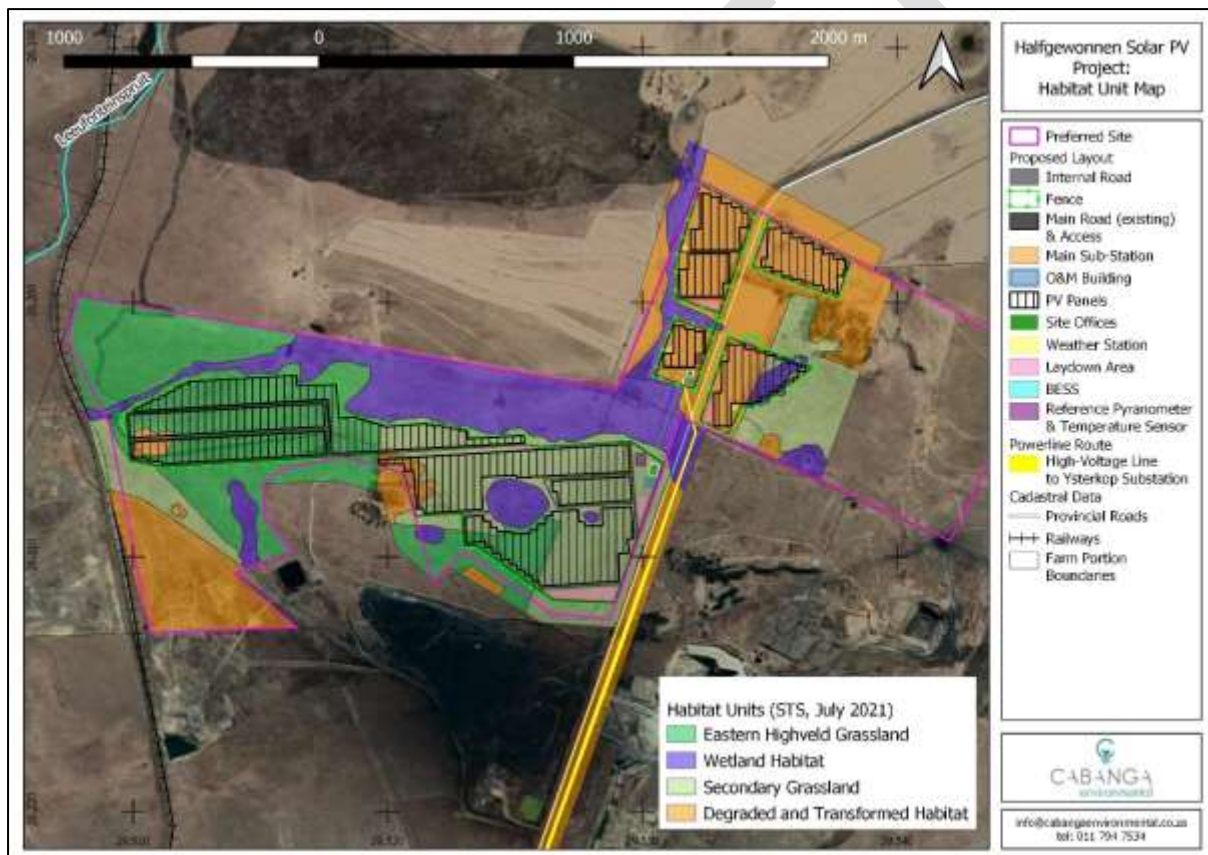 1000 0 1000 2000 m
Leeufonteinspruit
Halfgewonnen Solar PV
Project:
Habitat Unit Map
Preferred Site
Proposed Layout
Internal Road
Fence
Main Road (existing)
& Access
Main Sub-Station
O&M Building
PV Panels
Site Offices
Weather Station
Laydown Area
BESS
Reference Pyranometer
& Temperature Sensor
Powerline Route
High-Voltage Line
to Ysterkop Substation
Cadastral Data
Provincial Roads
Railways
Farm Portion
Boundaries
Habitat Units (STS, July 2021)
Eastern Highveld Grassland
Wetland Habitat
Secondary Grassland
Degraded and Transformed Habitat
CABANGA
environmental
info@cabangaenvironmental.co.za
tel: 011 794 7534